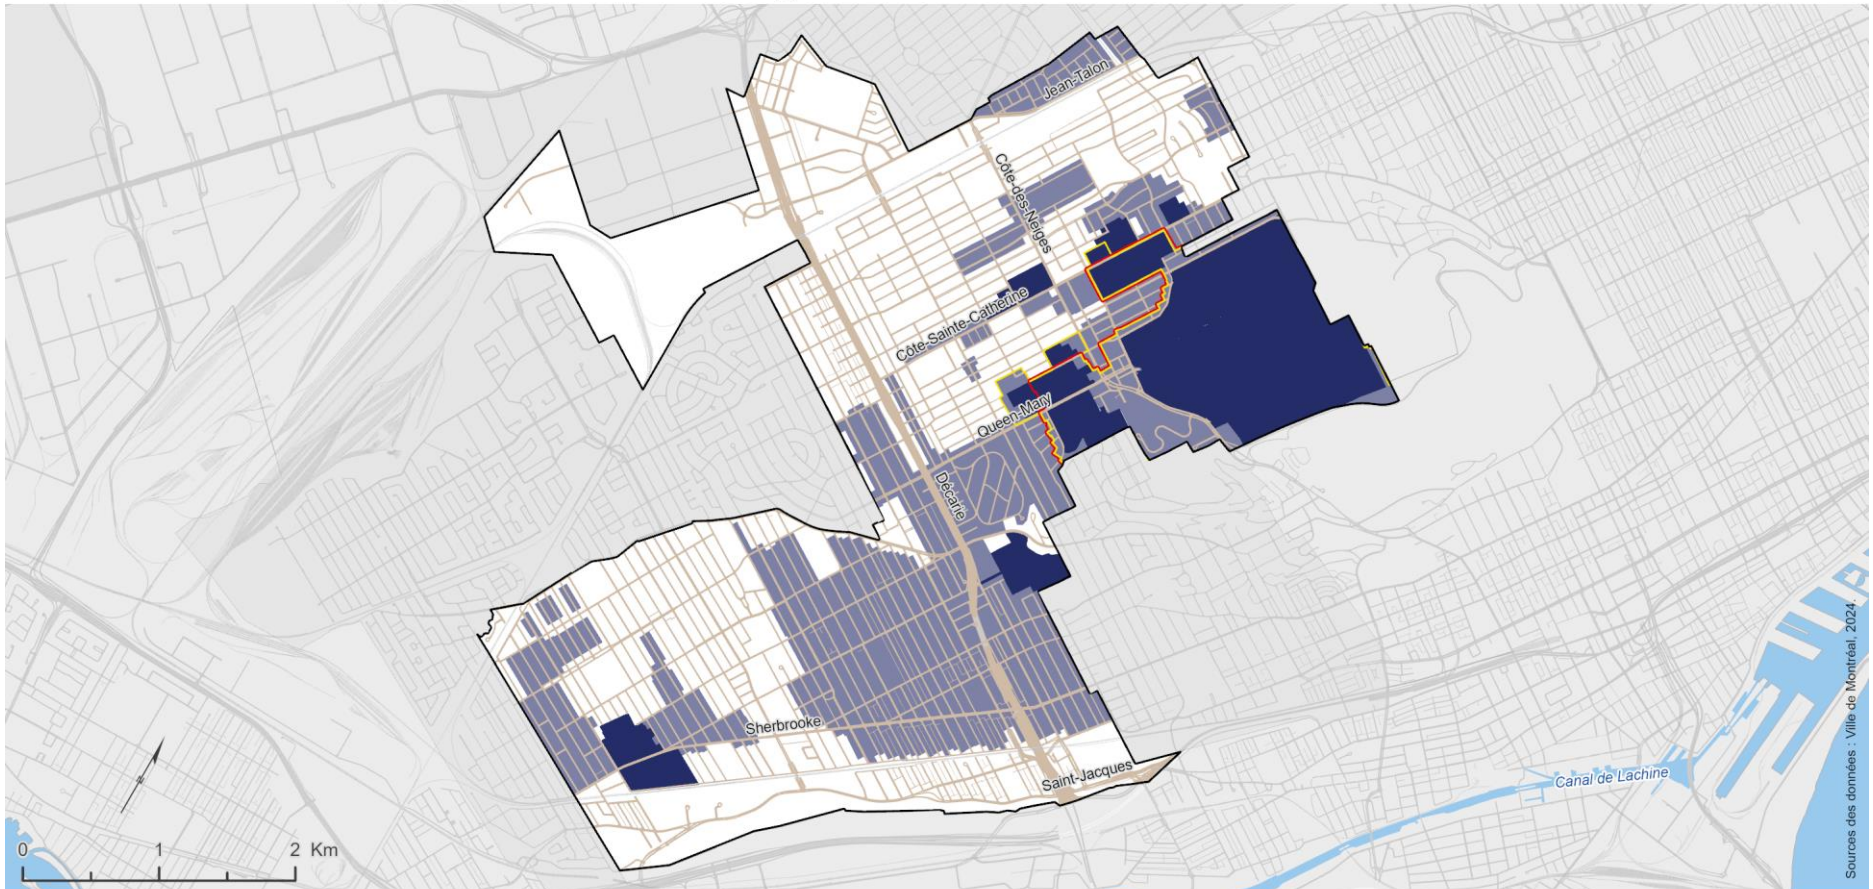 Jean-Talon
Côte-des-Neiges
Côte-Sainte-Catherine
Queen-Mary
Décarie
Sherbrooke
Saint-Jacques
Canal de Lachine
N
0 1 2 Km
Sources des données : Ville de Montréal, 2024.